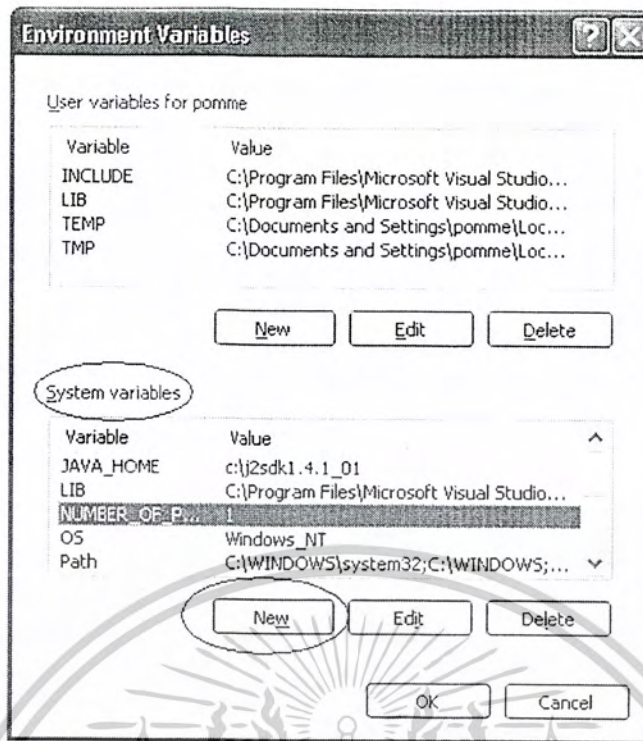 Environment Variables
User variables for pomme
Variable Value
INCLUDE C:\Program Files\Microsoft Visual Studio...
LIB C:\Program Files\Microsoft Visual Studio...
TEMP C:\Documents and Settings\pomme\Loc...
TMP C:\Documents and Settings\pomme\Loc...
New Edit Delete
System variables
Variable Value
JAVA_HOME c:\j2sdk1.4.1_01
LIB C:\Program Files\Microsoft Visual Studio...
NUMBER_OF_P... 1
OS Windows_NT
Path C:\WINDOWS\system32;C:\WINDOWS;...
New Edit Delete
OK Cancel